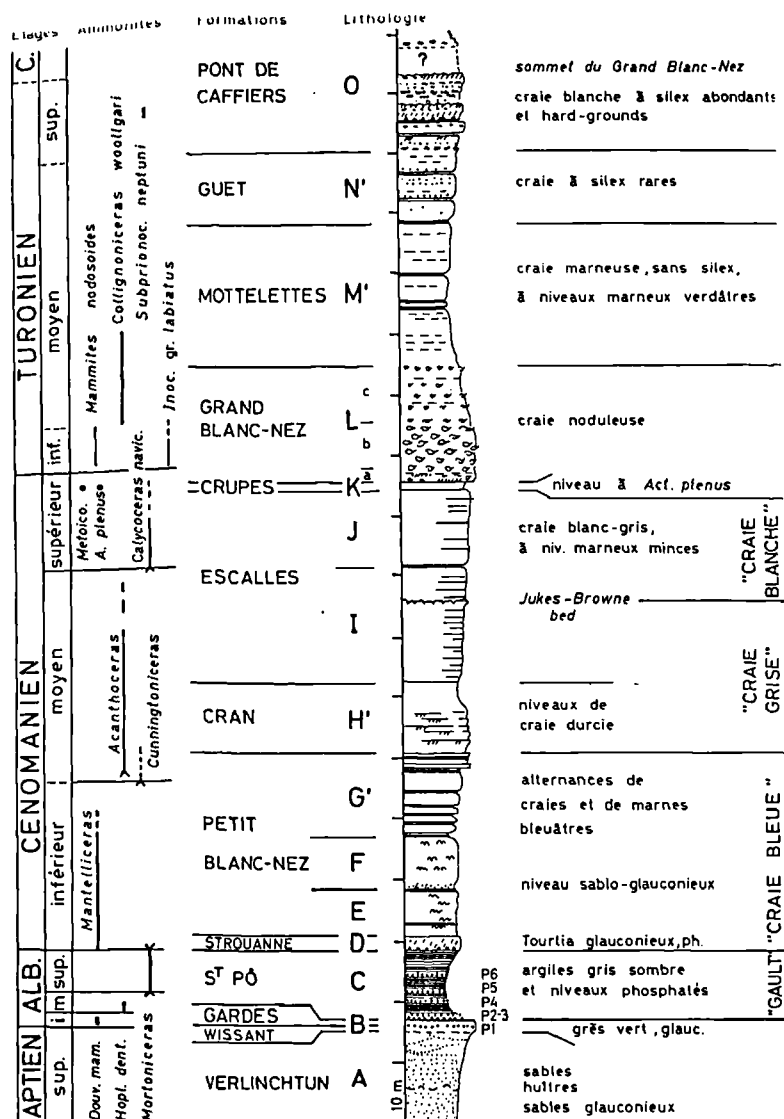 Etages Ammonites Formations Lithologie
C.
TURONIEN
sup.
moyen
inf.
CENOMANIEN
supérieur
moyen
inférieur
ALB.
sup.
m
i
APTIEN
sup.
Mammites nodosoides
Collignoniceras woollgari
Subprionoc. neptuni
Inoc. gr. labiatus
Metoico.
A. plenus
Calycoceras navic.
Acanthoceras
Cunningtoniceras
Mantelliceras
Douv. mam.
Hopl. dent.
Mortoniceras
PONT DE
CAFFIERS
O
?
sommet du Grand Blanc-Nez
craie blanche à silex abondants
et hard-grounds
GUET
N'
craie à silex rares
MOTTELETTES
M'
craie marneuse, sans silex,
à niveaux marneux verdâtres
GRAND
BLANC-NEZ
L
c
b
a
craie noduleuse
CRUPES
K
niveau à Act. plenus
ESCALLES
J
craie blanc-gris,
à niv. marneux minces
"CRAIE
BLANCHE"
I
Jukes-Browne
bed
"CRAIE
GRISE"
CRAN
H'
niveaux de
craie durcie
PETIT
BLANC-NEZ
G'
alternances de
craies et de marnes
bleuâtres
F
niveau sablo-glauconieux
E
"CRAIE BLEUE"
STROUANNE
D
Tourtia glauconieux, ph.
ST PÔ
C
P6
P5
P4
P2-3
P1
argiles gris sombre
et niveaux phosphatés
"GAULT"
GARDES
B
WISSANT
grès vert, glauc.
VERLINCHTUN
A
10 E
sables
huîtres
sables glauconieux